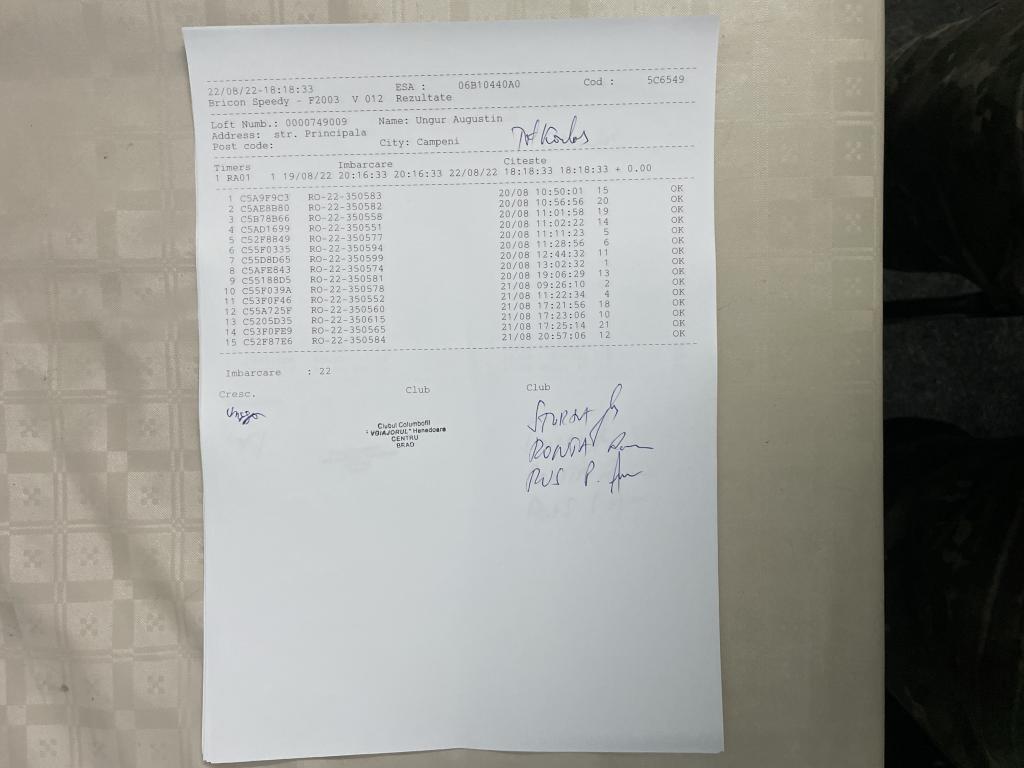 22/08/22-18:18:33 ESA : 06B10440A0 Cod : 5C6549
Bricon Speedy - F2003 V 012 Rezultate
Loft Numb.: 0000749009 Name: Ungur Augustin
Address: str. Principala
Post code: City: Campeni
Timers Imbarcare Citeste
1 RA01 1 19/08/22 20:16:33 20:16:33 22/08/22 18:18:33 18:18:33 + 0.00
1 C5A9F9C3 RO-22-350583 20/08 10:50:01 15 OK
2 C5AE8B80 RO-22-350582 20/08 10:56:56 20 OK
3 C5B78B66 RO-22-350558 20/08 11:01:58 19 OK
4 C5AD1699 RO-22-350551 20/08 11:02:22 14 OK
5 C52F8849 RO-22-350577 20/08 11:11:23 5 OK
6 C55F0335 RO-22-350594 20/08 11:28:56 6 OK
7 C55D8D65 RO-22-350599 20/08 12:44:32 11 OK
8 C5AFE843 RO-22-350574 20/08 13:02:32 1 OK
9 C55188D5 RO-22-350581 20/08 19:06:29 13 OK
10 C55F039A RO-22-350578 21/08 09:26:10 2 OK
11 C53F0F46 RO-22-350552 21/08 11:22:34 4 OK
12 C55A725F RO-22-350560 21/08 17:21:56 18 OK
13 C5205D35 RO-22-350615 21/08 17:23:06 10 OK
14 C53F0FE9 RO-22-350565 21/08 17:25:14 21 OK
15 C52F87E6 RO-22-350584 21/08 20:57:06 12 OK
Imbarcare : 22
Cresc. Club Club
Clubul Columbofil
"VOIAJORUL" Hunedoara
CENTRU
BRAD
RUS P.